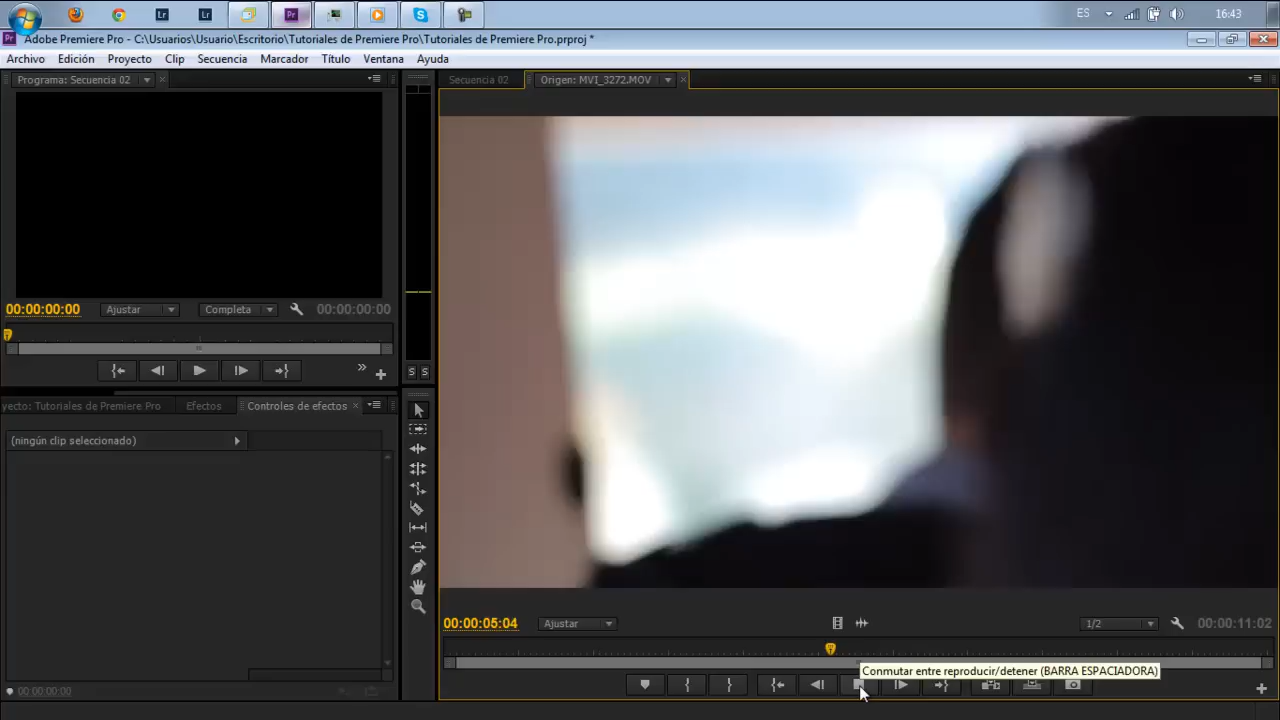 Lr
Lr
Pr
ES
16:43
Pr Adobe Premiere Pro - C:\Usuarios\Usuario\Escritorio\Tutoriales de Premiere Pro\Tutoriales de Premiere Pro.prproj *
Archivo Edición Proyecto Clip Secuencia Marcador Título Ventana Ayuda
Programa: Secuencia 02
Secuencia 02
Origen: MVI_3272.MOV
00:00:00:00 Ajustar Completa 00:00:00:00
S S
yecto: Tutoriales de Premiere Pro Efectos Controles de efectos
(ningún clip seleccionado)
00:00:05:04 Ajustar 1/2 00:00:11:02
Conmutar entre reproducir/detener (BARRA ESPACIADORA)
00:00:00:00